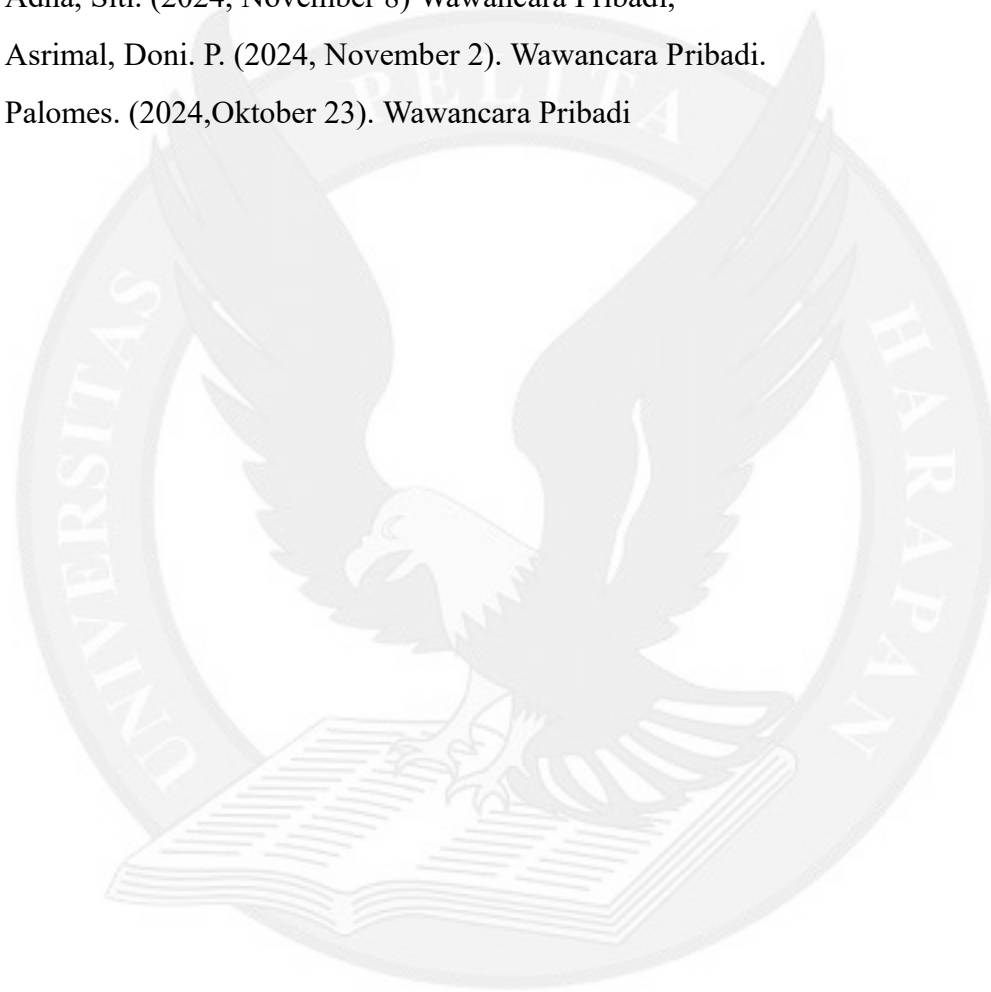 Adha, Siti. (2024, November 8) Wawancara Pribadi,
Asrimal, Doni. P. (2024, November 2). Wawancara Pribadi.
Palomes. (2024,Oktober 23). Wawancara Pribadi
UNIVERSITAS PELITA HARAPAN